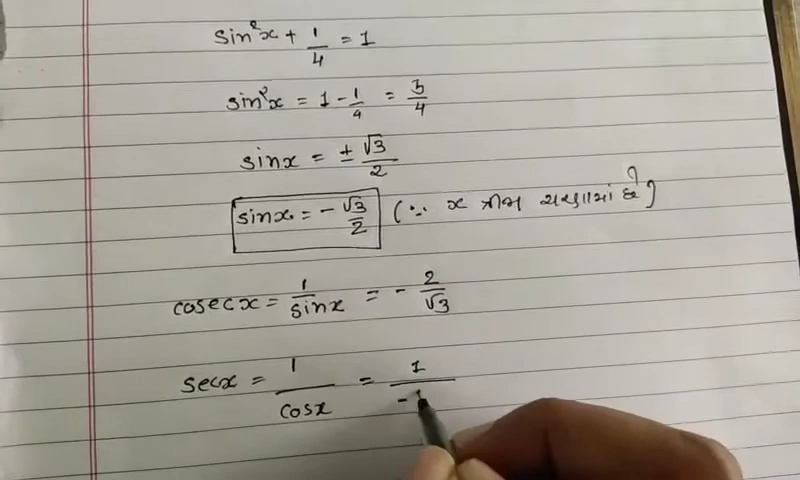 sin²x + 1/4 = 1
sin²x = 1 - 1/4 = 3/4
sinx = ± √3/2
sinx = - √3/2 (∵ x ત્રીજા ચરણમાં છે)
cosecx = 1/sinx = - 2/√3
secx = 1/cosx = 1/-1